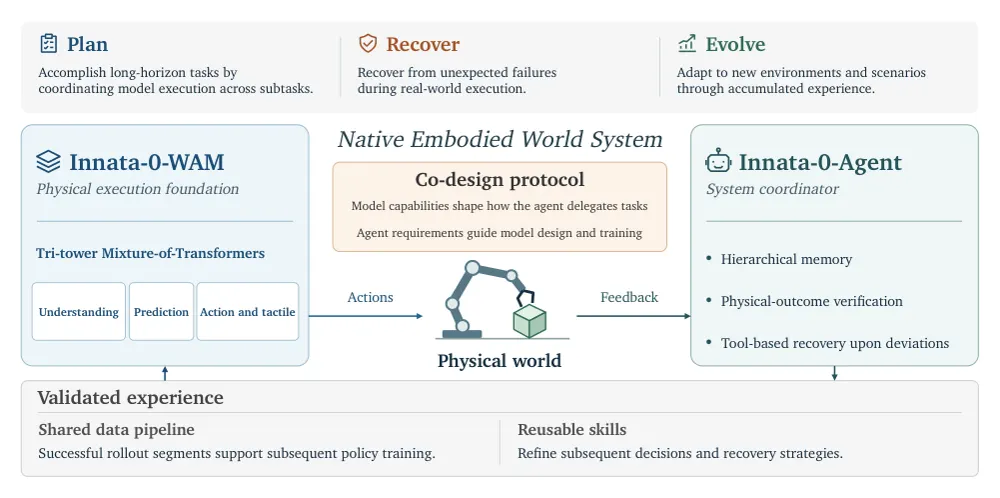 Plan
Accomplish long-horizon tasks by
coordinating model execution across subtasks.
Recover
Recover from unexpected failures
during real-world execution.
Evolve
Adapt to new environments and scenarios
through accumulated experience.
Innata-0-WAM
Physical execution foundation
Tri-tower Mixture-of-Transformers
Understanding
Prediction
Action and tactile
Native Embodied World System
Co-design protocol
Model capabilities shape how the agent delegates tasks
Agent requirements guide model design and training
Actions
Feedback
Physical world
Innata-0-Agent
System coordinator
• Hierarchical memory
• Physical-outcome verification
• Tool-based recovery upon deviations
Validated experience
Shared data pipeline
Successful rollout segments support subsequent policy training.
Reusable skills
Refine subsequent decisions and recovery strategies.